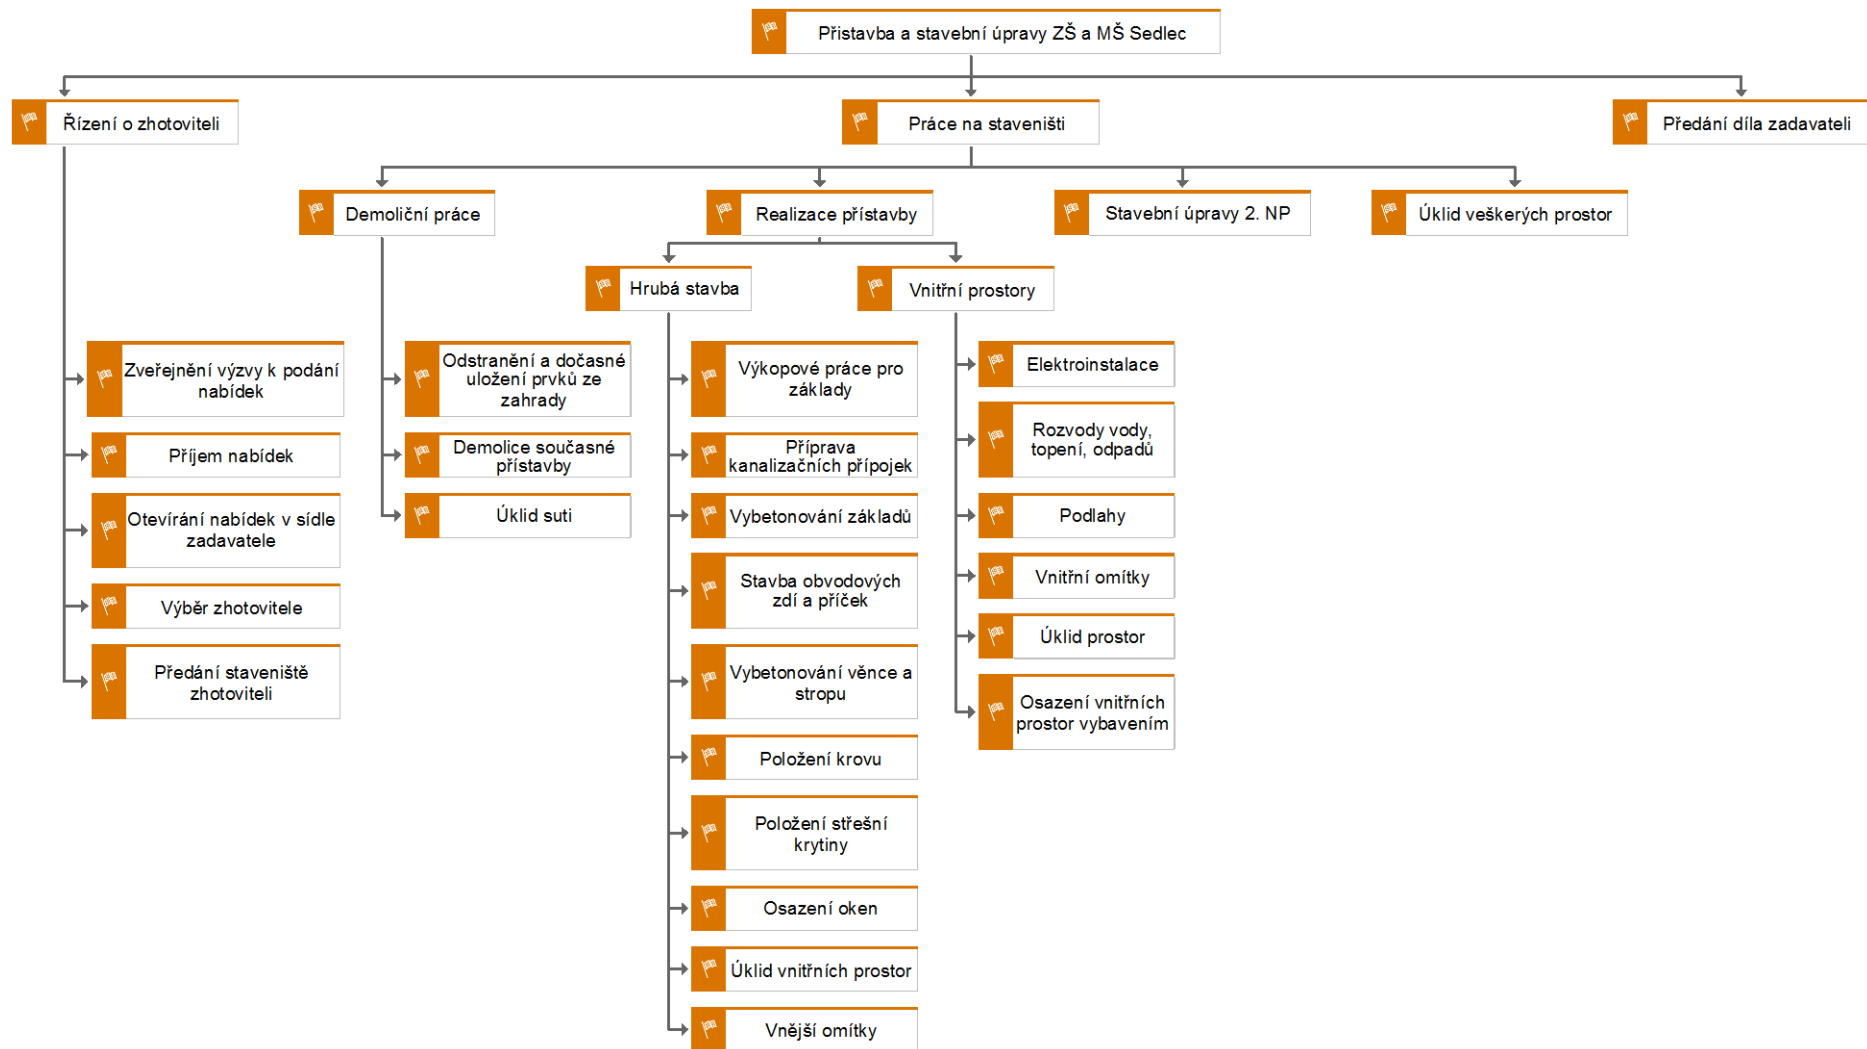 Přistavba a stavební úpravy ZŠ a MŠ Sedlec
Řízení o zhotoviteli
Práce na staveništi
Předání díla zadavateli
Demoliční práce
Realizace přístavby
Stavební úpravy 2. NP
Úklid veškerých prostor
Hrubá stavba
Vnitřní prostory
Zveřejnění výzvy k podání
nabídek
Příjem nabídek
Otevírání nabídek v sídle
zadavatele
Výběr zhotovitele
Předání staveniště
zhotoviteli
Odstranění a dočasné
uložení prvků ze
zahrady
Demolice současné
přístavby
Úklid suti
Výkopové práce pro
základy
Příprava
kanalizačních přípojek
Vybetonování základů
Stavba obvodových
zdí a příček
Vybetonování věnce a
stropu
Položení krovu
Položení střešní
krytiny
Osazení oken
Úklid vnitřních prostor
Vnější omítky
Elektroinstalace
Rozvody vody,
topení, odpadů
Podlahy
Vnitřní omítky
Úklid prostor
Osazení vnitřních
prostor vybavením